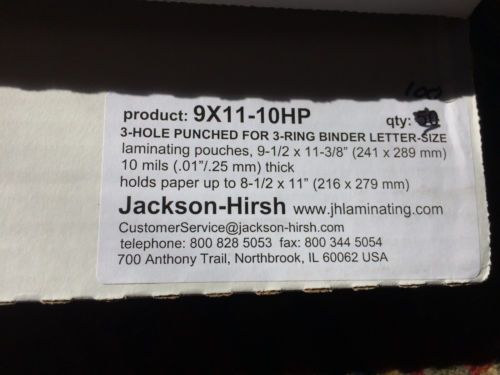 100
product: 9X11-10HP qty: 50
3-HOLE PUNCHED FOR 3-RING BINDER LETTER-SIZE
laminating pouches, 9-1/2 x 11-3/8" (241 x 289 mm)
10 mils (.01"/.25 mm) thick
holds paper up to 8-1/2 x 11" (216 x 279 mm)
Jackson-Hirsh www.jhlaminating.com
CustomerService@jackson-hirsh.com
telephone: 800 828 5053 fax: 800 344 5054
700 Anthony Trail, Northbrook, IL 60062 USA